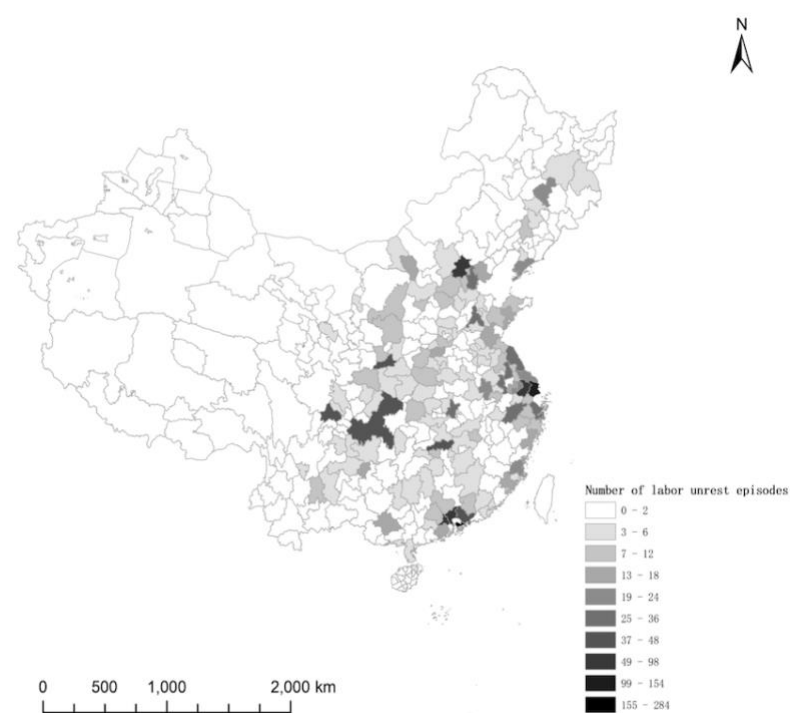 N
Number of labor unrest episodes
0 - 2
3 - 6
7 - 12
13 - 18
19 - 24
25 - 36
37 - 48
49 - 98
99 - 154
155 - 284
0 500 1,000 2,000 km